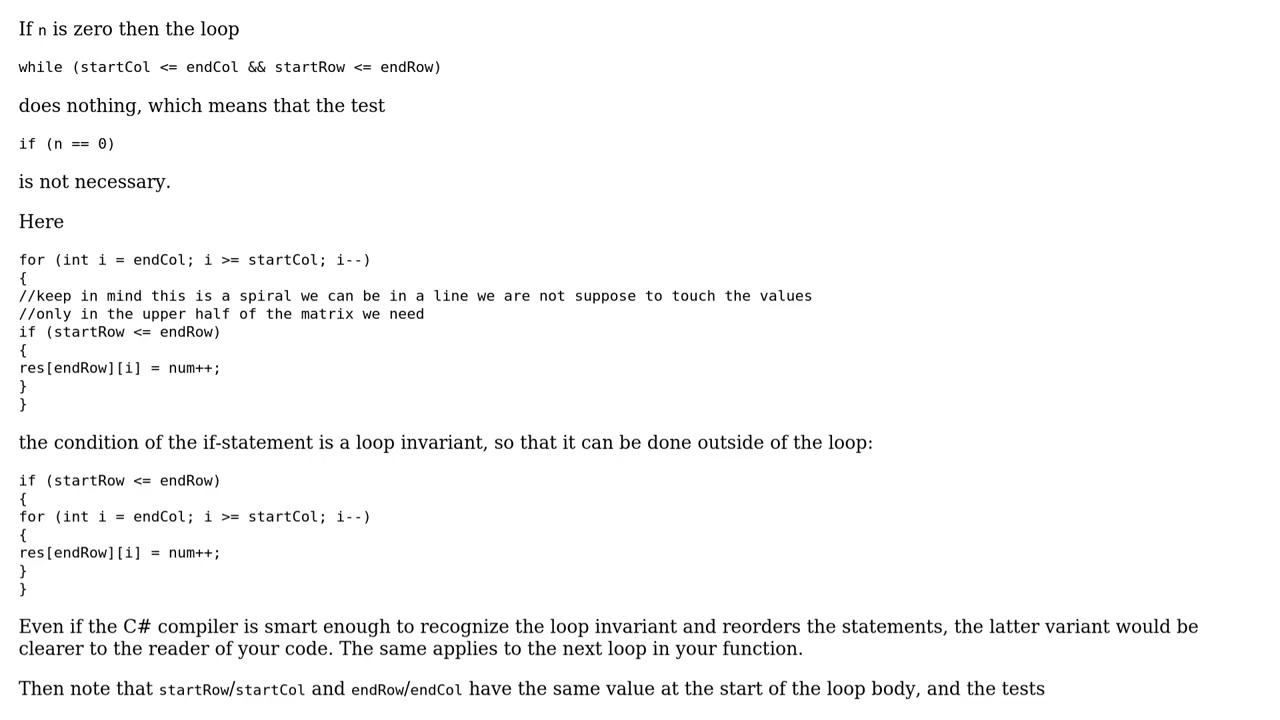 If n is zero then the loop
while (startCol <= endCol && startRow <= endRow)
does nothing, which means that the test
if (n == 0)
is not necessary.
Here
for (int i = endCol; i >= startCol; i--)
{
//keep in mind this is a spiral we can be in a line we are not suppose to touch the values
//only in the upper half of the matrix we need
if (startRow <= endRow)
{
res[endRow][i] = num++;
}
}
the condition of the if-statement is a loop invariant, so that it can be done outside of the loop:
if (startRow <= endRow)
{
for (int i = endCol; i >= startCol; i--)
{
res[endRow][i] = num++;
}
}
Even if the C# compiler is smart enough to recognize the loop invariant and reorders the statements, the latter variant would be
clearer to the reader of your code. The same applies to the next loop in your function.
Then note that startRow/startCol and endRow/endCol have the same value at the start of the loop body, and the tests